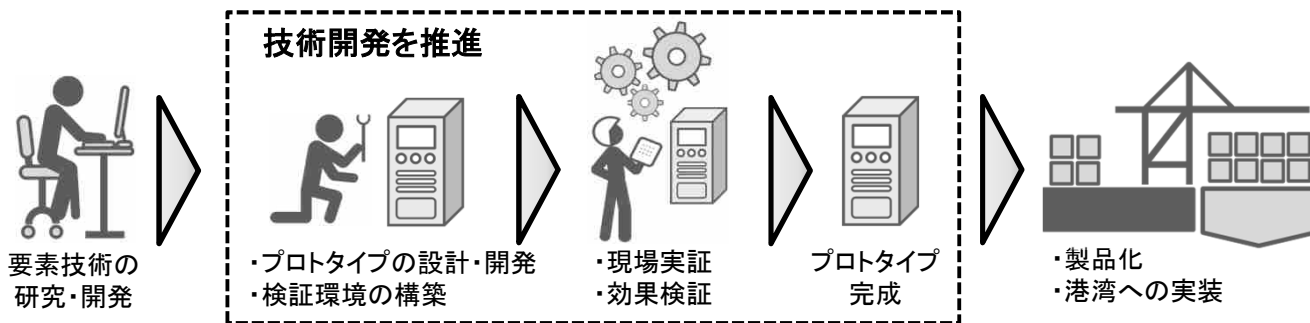 技術開発を推進
要素技術の
研究・開発
・プロトタイプの設計・開発
・検証環境の構築
・現場実証
・効果検証
プロトタイプ
完成
・製品化
・港湾への実装